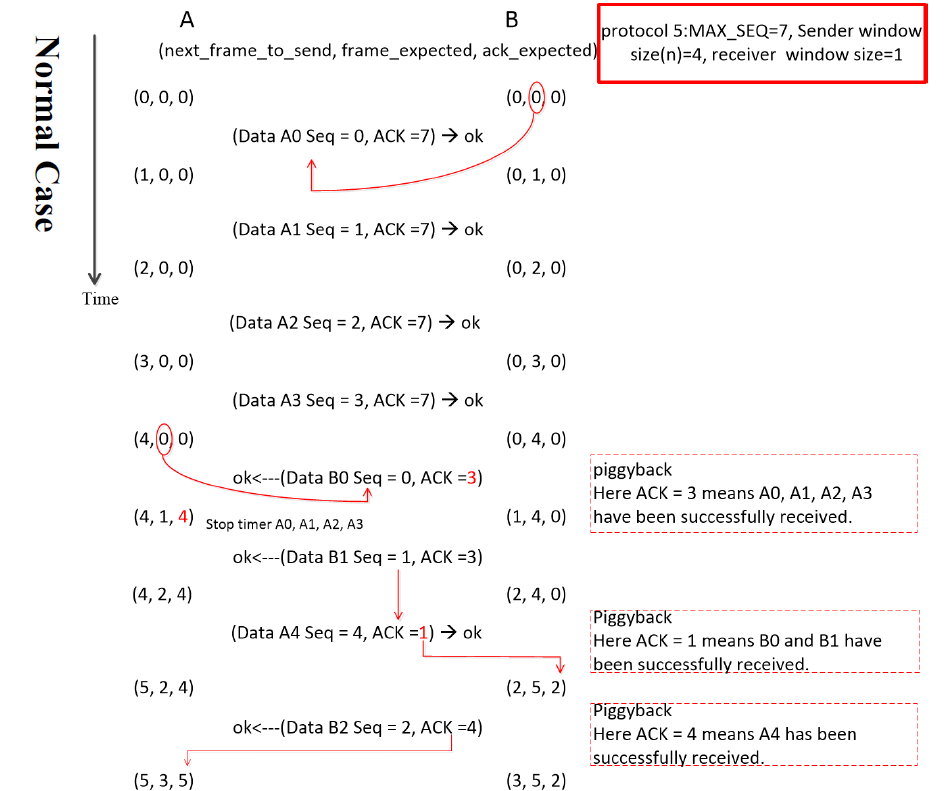 A B
(next_frame_to_send, frame_expected, ack_expected)
protocol 5:MAX_SEQ=7, Sender window
size(n)=4, receiver window size=1
Normal Case
Time
(0, 0, 0) (0, 0, 0)
(Data A0 Seq = 0, ACK =7) → ok
(1, 0, 0) (0, 1, 0)
(Data A1 Seq = 1, ACK =7) → ok
(2, 0, 0) (0, 2, 0)
(Data A2 Seq = 2, ACK =7) → ok
(3, 0, 0) (0, 3, 0)
(Data A3 Seq = 3, ACK =7) → ok
(4, 0, 0) (0, 4, 0)
ok<---(Data B0 Seq = 0, ACK =3)
piggyback
Here ACK = 3 means A0, A1, A2, A3
have been successfully received.
(4, 1, 4) Stop timer A0, A1, A2, A3 (1, 4, 0)
ok<---(Data B1 Seq = 1, ACK =3)
(4, 2, 4) (2, 4, 0)
(Data A4 Seq = 4, ACK =1) → ok
Piggyback
Here ACK = 1 means B0 and B1 have
been successfully received.
(5, 2, 4) (2, 5, 2)
ok<---(Data B2 Seq = 2, ACK =4)
Piggyback
Here ACK = 4 means A4 has been
successfully received.
(5, 3, 5) (3, 5, 2)